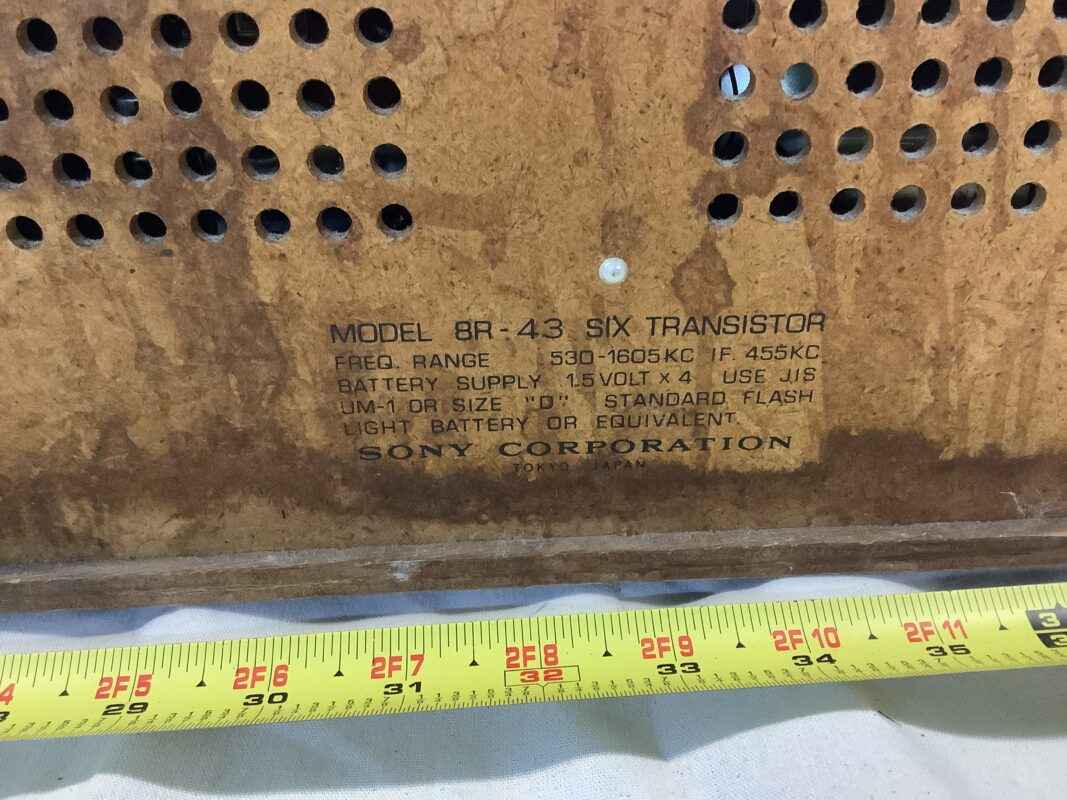 MODEL 8R-43 SIX TRANSISTOR
FREQ. RANGE 530-1605KC IF. 455KC
BATTERY SUPPLY 1.5 VOLT x 4 USE JIS
UM-1 OR SIZE "D" STANDARD FLASH
LIGHT BATTERY OR EQUIVALENT.
SONY CORPORATION
TOKYO JAPAN
2F5 2F6 2F7 2F8 2F9 2F10 2F11
29 30 31 32 33 34 35